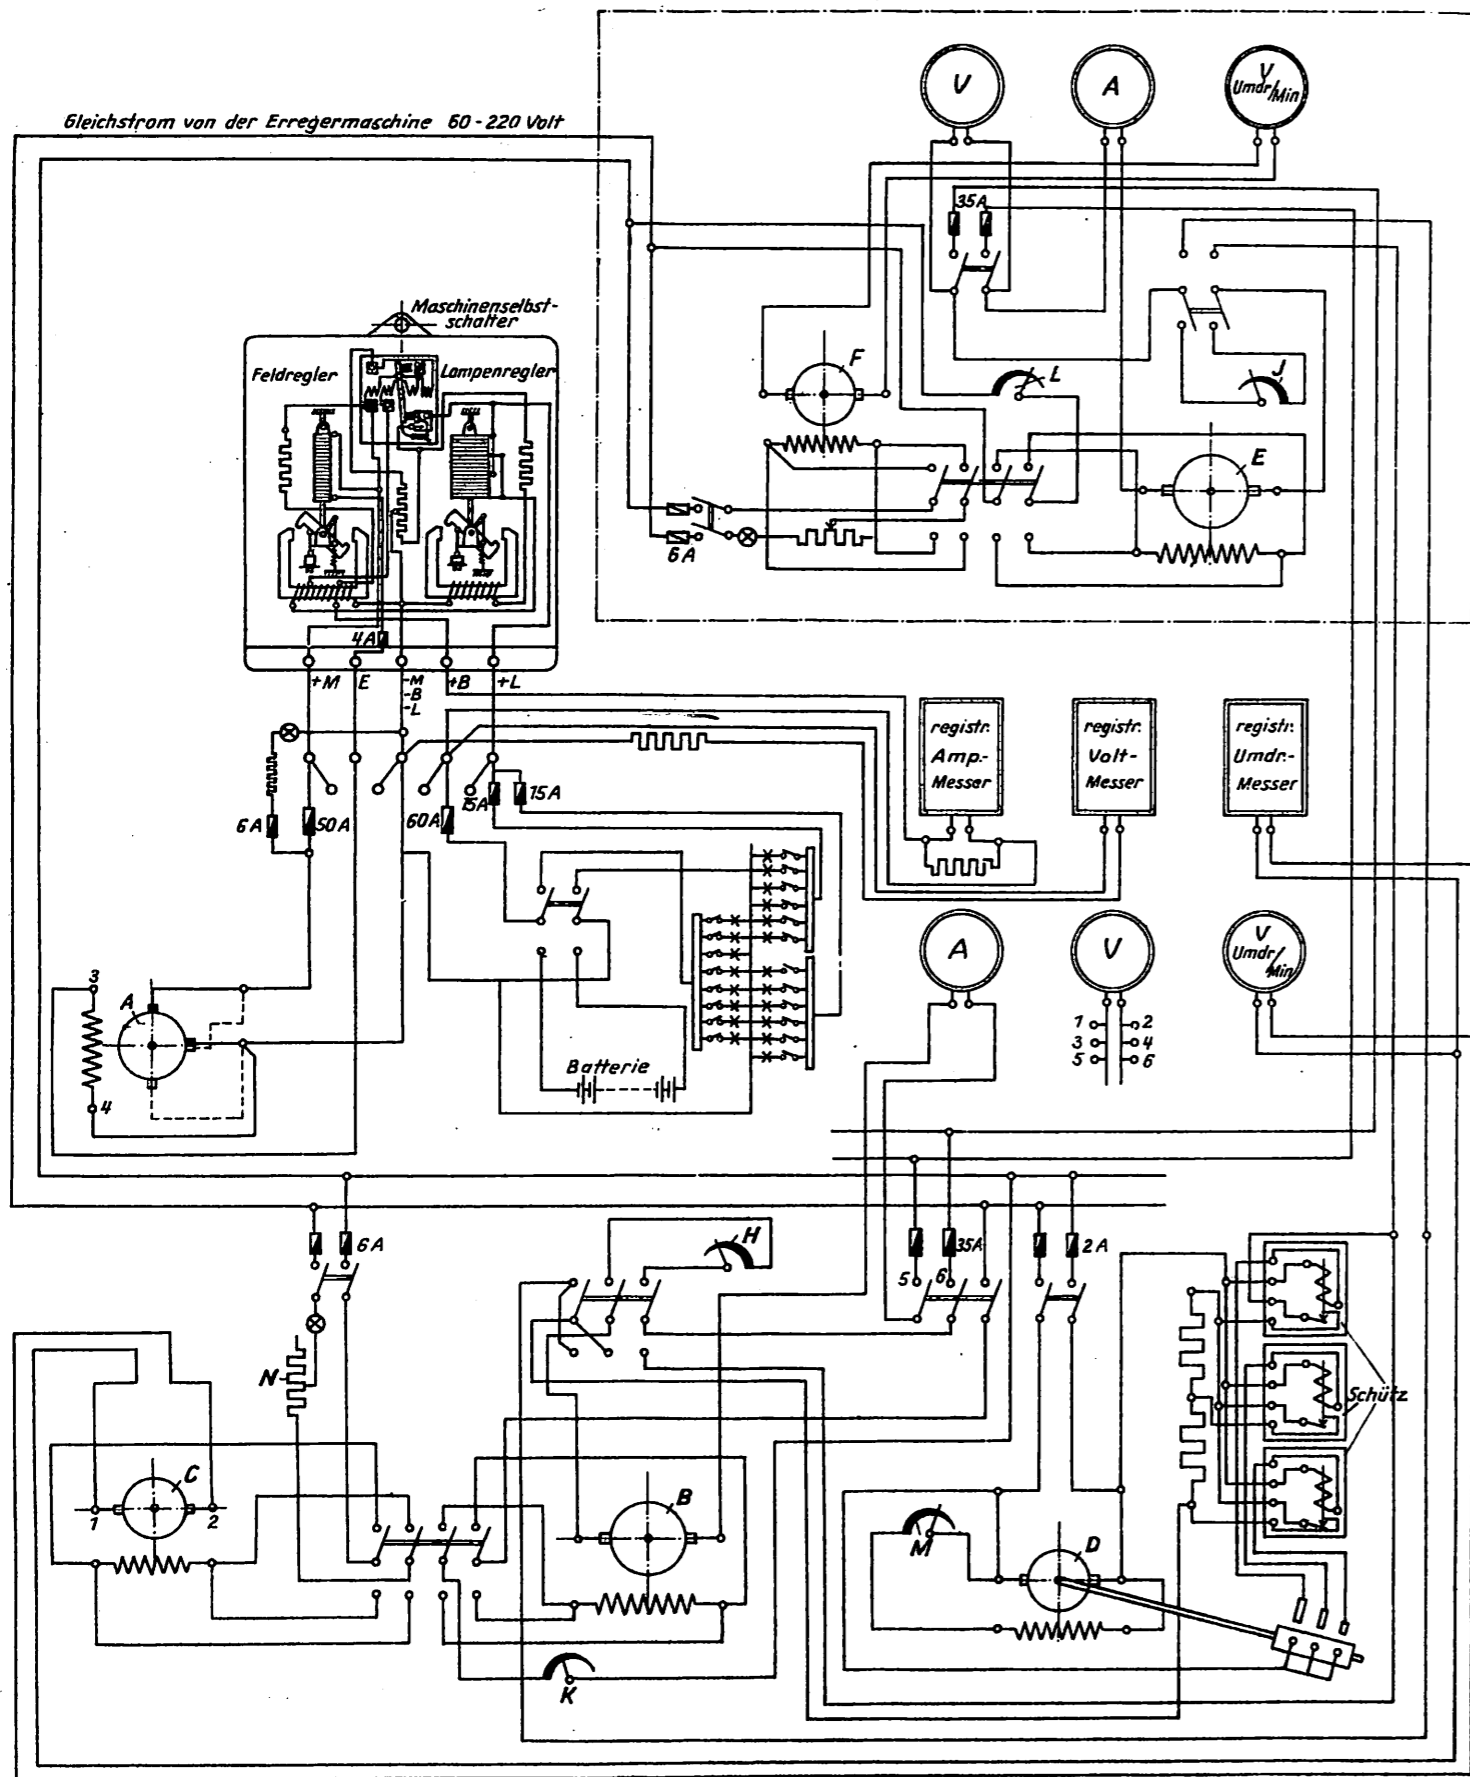 V
A
V
Umdr/Min
Gleichstrom von der Erregermaschine 60-220 Volt
35A
Maschinenselbst-
schalter
Feldregler
Lampenregler
F
L
J
E
6A
4A
+M
E
-M
-B
-L
+B
+L
registr.
Amp.-
Messer
registr.
Volt-
Messer
registr.
Umdr.-
Messer
6A
50A
60A
15A
15A
A
V
V
Umdr/
Min
1
2
3
4
5
6
3
A
4
Batterie
6A
H
5
6
35A
2A
N
Schütz
C
1
2
B
M
D
K